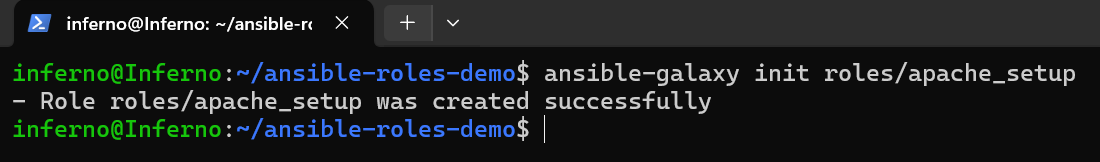 inferno@Inferno: ~/ansible-ro
inferno@Inferno:~/ansible-roles-demo$ ansible-galaxy init roles/apache_setup
- Role roles/apache_setup was created successfully
inferno@Inferno:~/ansible-roles-demo$